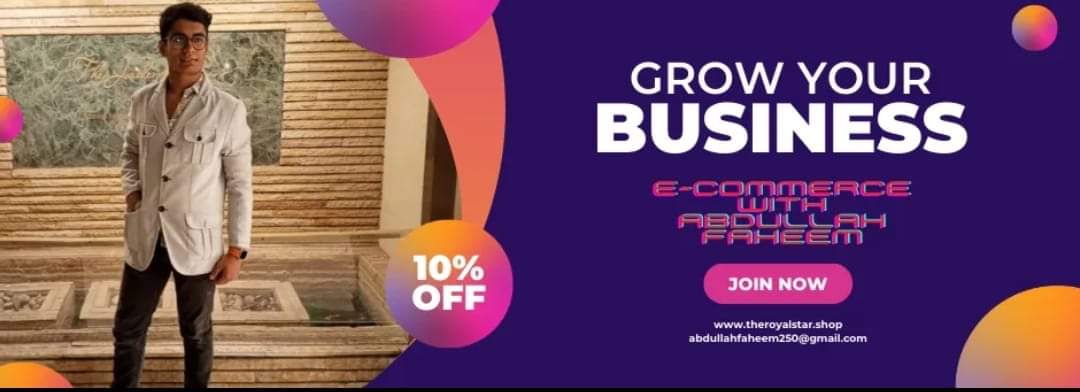 10%
OFF
GROW YOUR
BUSINESS
E-COMMERCE
WITH
ABDULLAH
FAHEEM
JOIN NOW
www.theroyalstar.shop
abdullahfaheem250@gmail.com